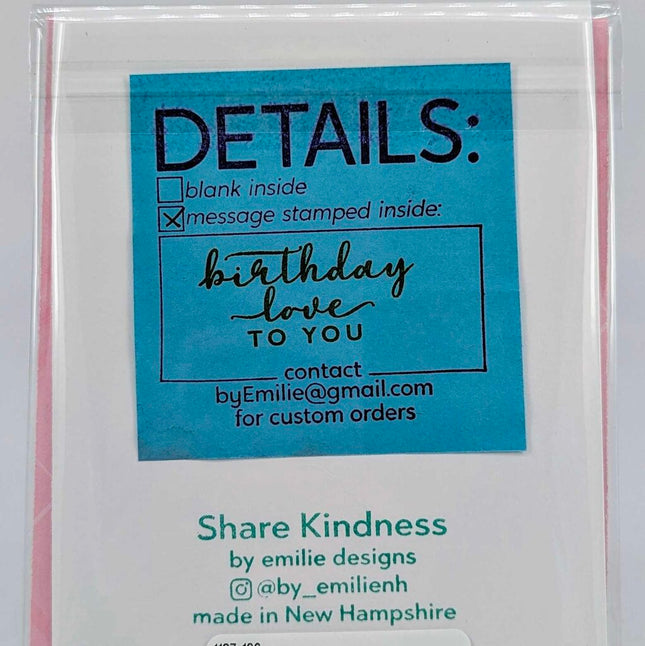 DETAILS:
blank inside
message stamped inside:
birthday
love
TO YOU
contact
byEmilie@gmail.com
for custom orders
Share Kindness
by emilie designs
@by_emilienh
made in New Hampshire